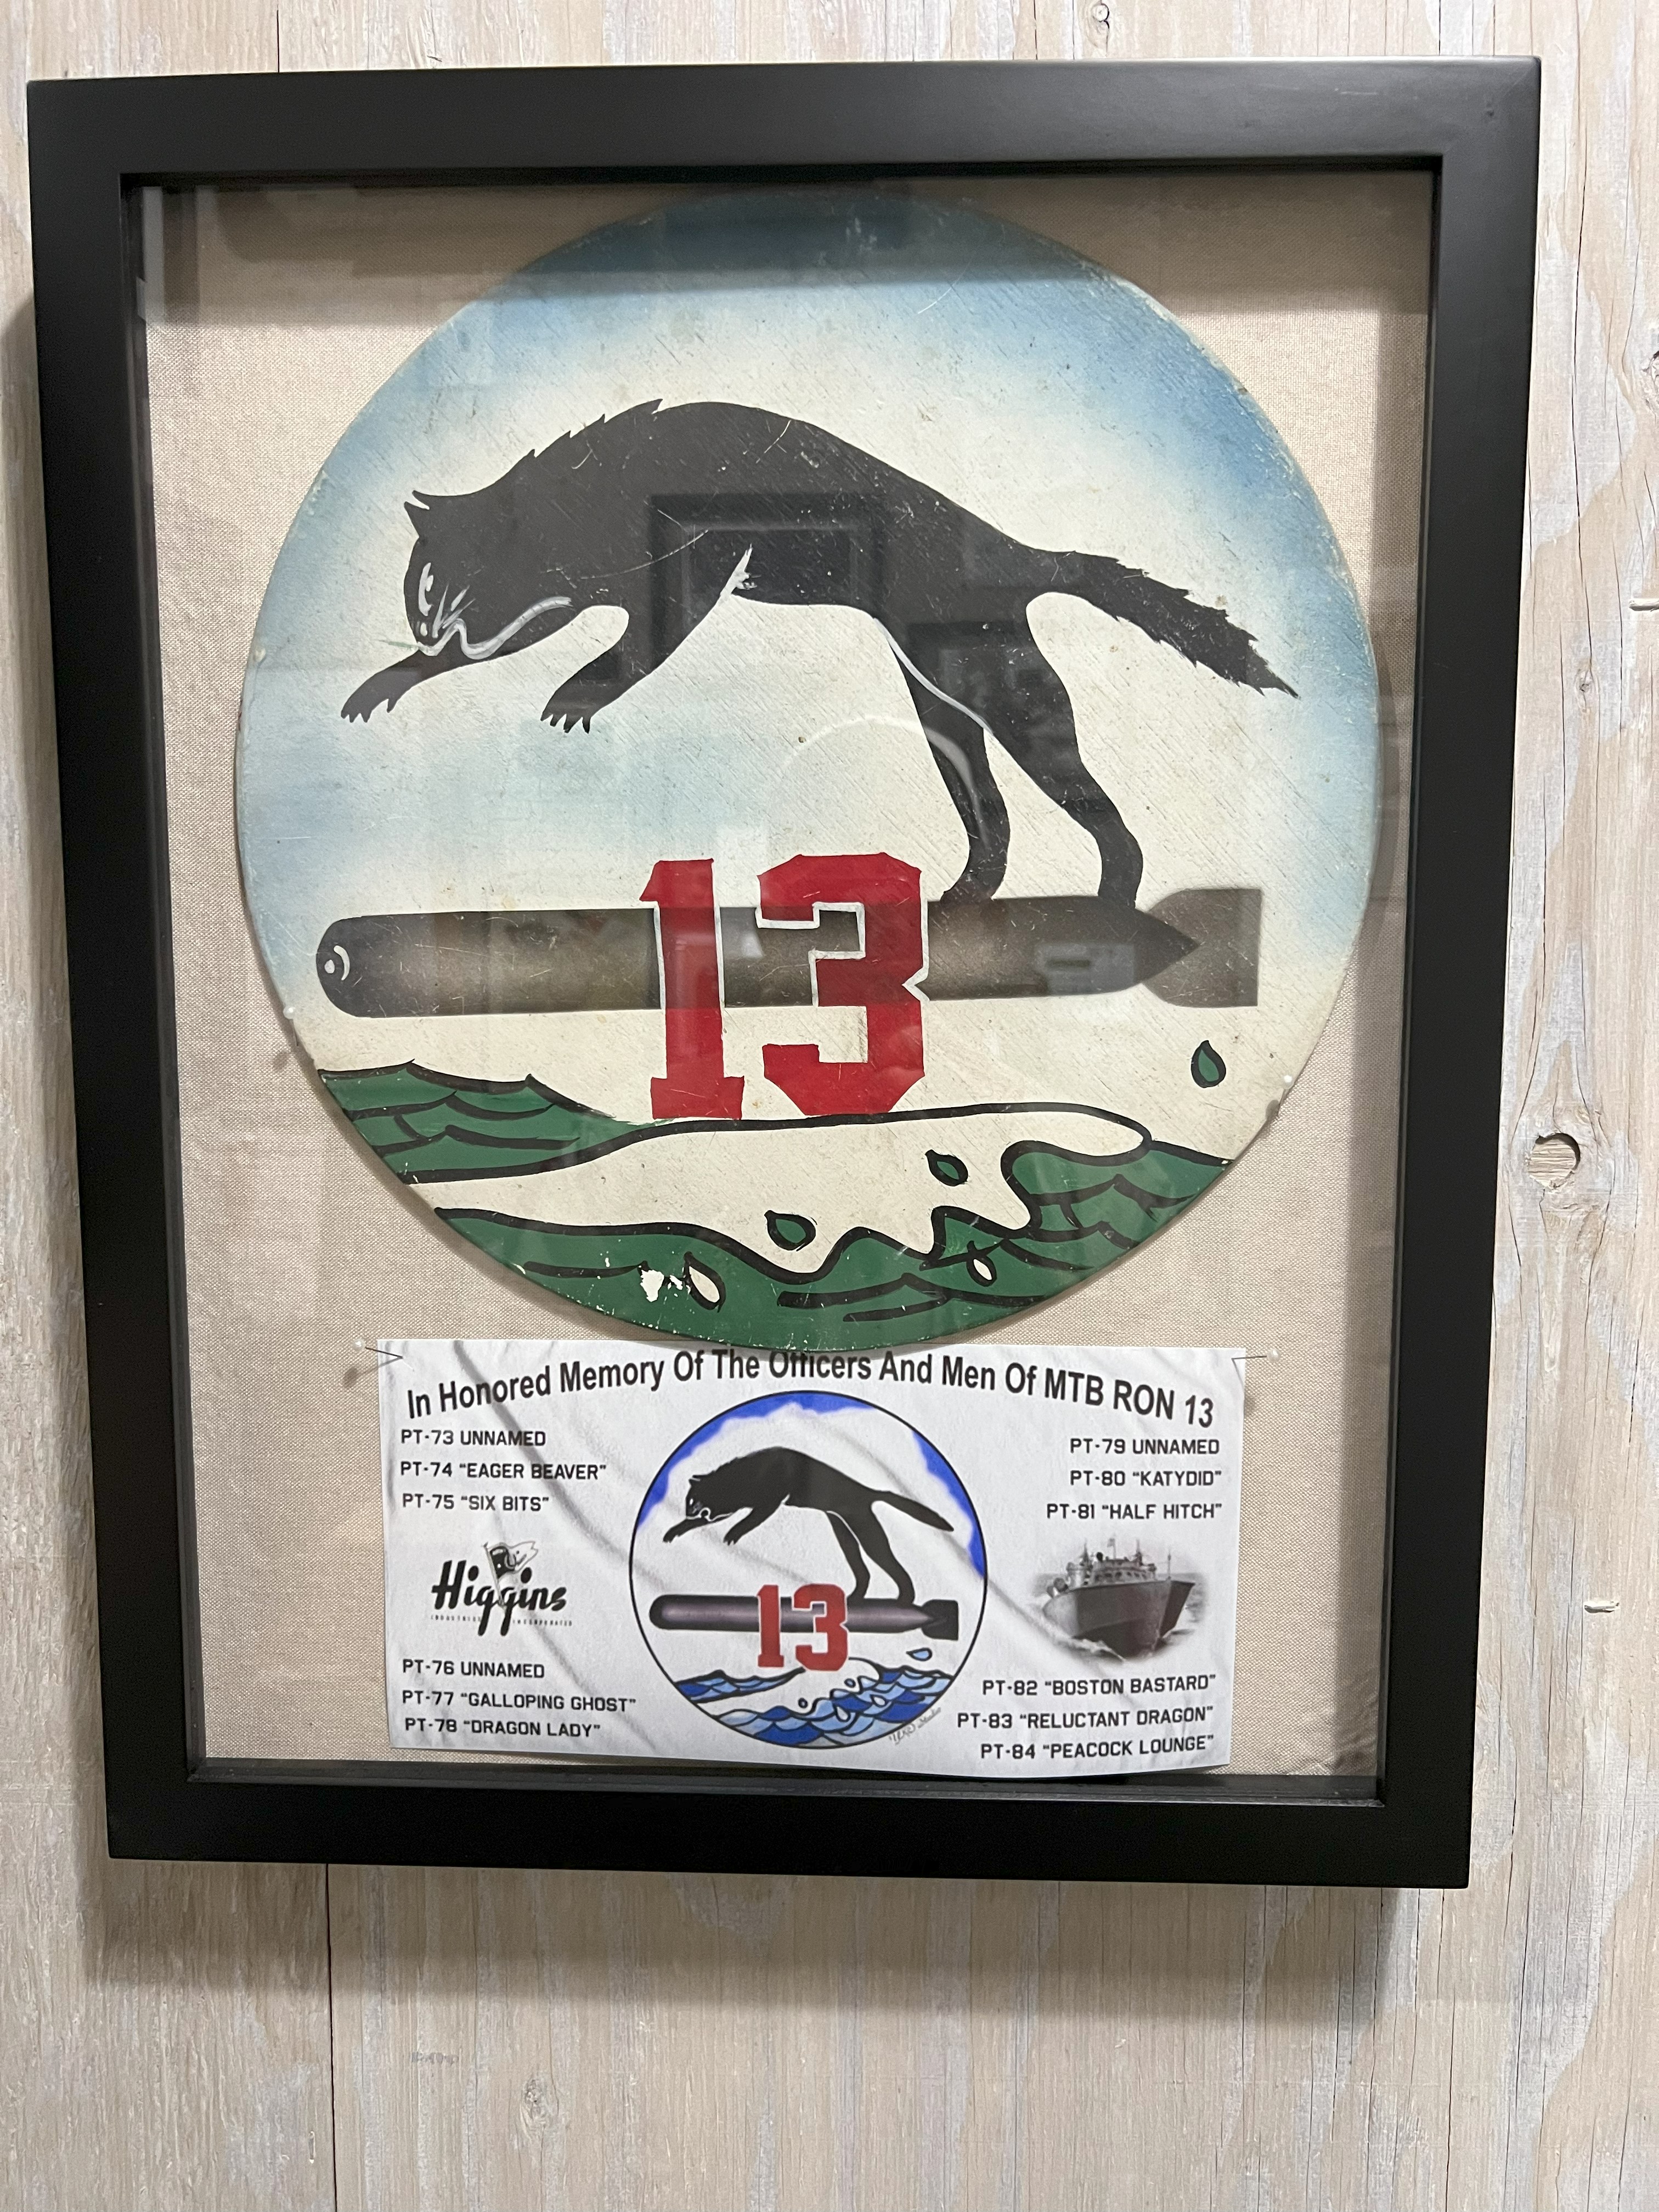 13
In Honored Memory Of The Officers And Men Of MTB RON 13
PT-73 UNNAMED
PT-74 "EAGER BEAVER"
PT-75 "SIX BITS"
Higgins
INDUSTRIES INCORPORATED
PT-76 UNNAMED
PT-77 "GALLOPING GHOST"
PT-78 "DRAGON LADY"
13
PT-79 UNNAMED
PT-80 "KATYDID"
PT-81 "HALF HITCH"
PT-82 "BOSTON BASTARD"
PT-83 "RELUCTANT DRAGON"
PT-84 "PEACOCK LOUNGE"